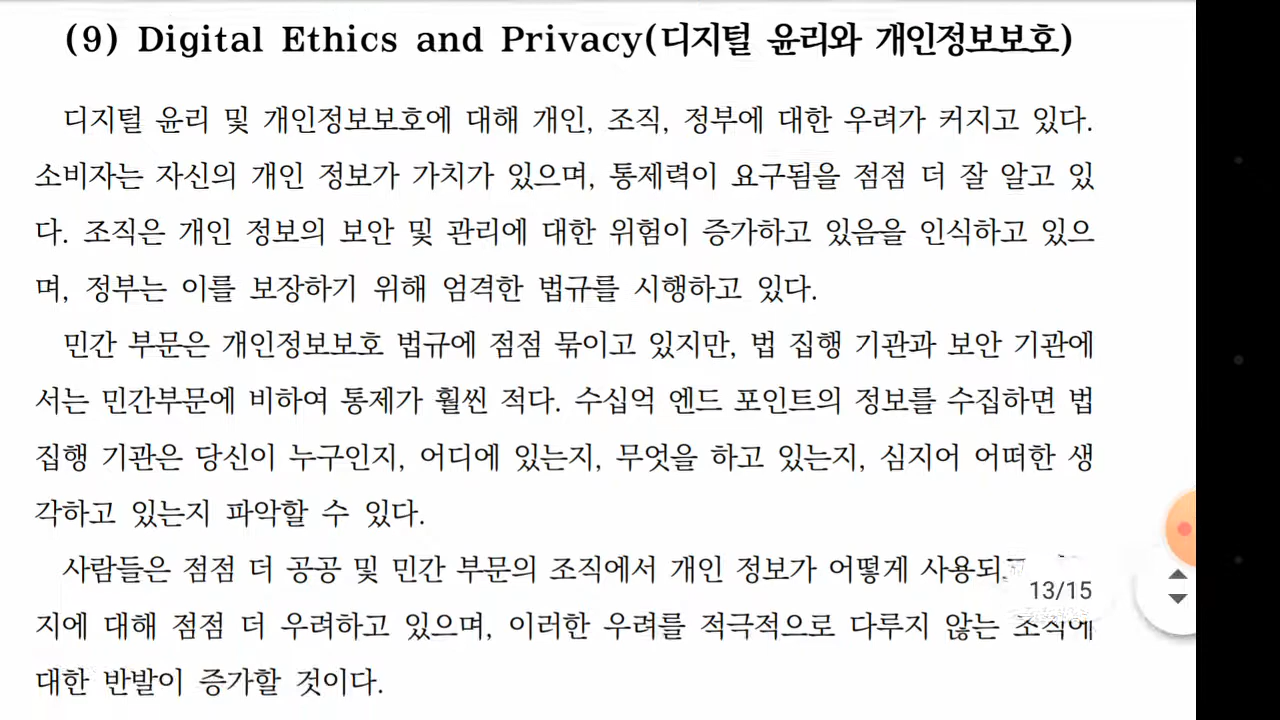 (9) Digital Ethics and Privacy(디지털 윤리와 개인정보보호)
디지털 윤리 및 개인정보보호에 대해 개인, 조직, 정부에 대한 우려가 커지고 있다.
소비자는 자신의 개인 정보가 가치가 있으며, 통제력이 요구됨을 점점 더 잘 알고 있
다. 조직은 개인 정보의 보안 및 관리에 대한 위험이 증가하고 있음을 인식하고 있으
며, 정부는 이를 보장하기 위해 엄격한 법규를 시행하고 있다.
민간 부문은 개인정보보호 법규에 점점 묶이고 있지만, 법 집행 기관과 보안 기관에
서는 민간부문에 비하여 통제가 훨씬 적다. 수십억 엔드 포인트의 정보를 수집하면 법
집행 기관은 당신이 누구인지, 어디에 있는지, 무엇을 하고 있는지, 심지어 어떠한 생
각하고 있는지 파악할 수 있다.
사람들은 점점 더 공공 및 민간 부문의 조직에서 개인 정보가 어떻게
13/15
지에 대해 점점 더 우려하고 있으며, 이러한 우려를 적극적으로 다루지 않는 조직에
대한 반발이 증가할 것이다.